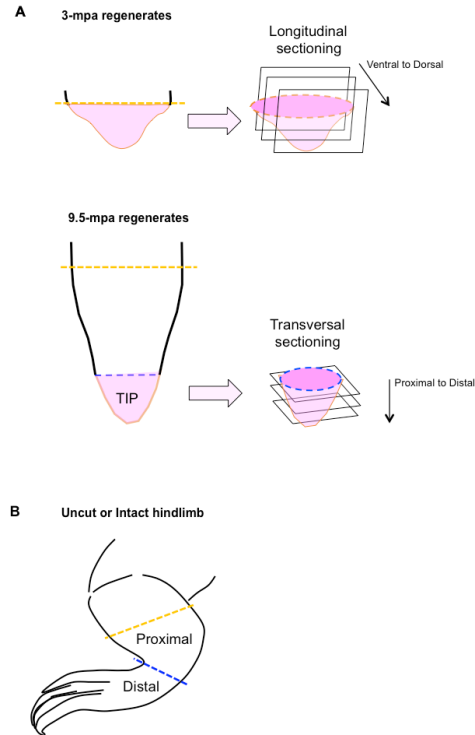 A
3-mpa regenerates
Longitudinal
sectioning
Ventral to Dorsal
9.5-mpa regenerates
Transversal
sectioning
TIP
Proximal to Distal
B
Uncut or Intact hindlimb
Proximal
Distal